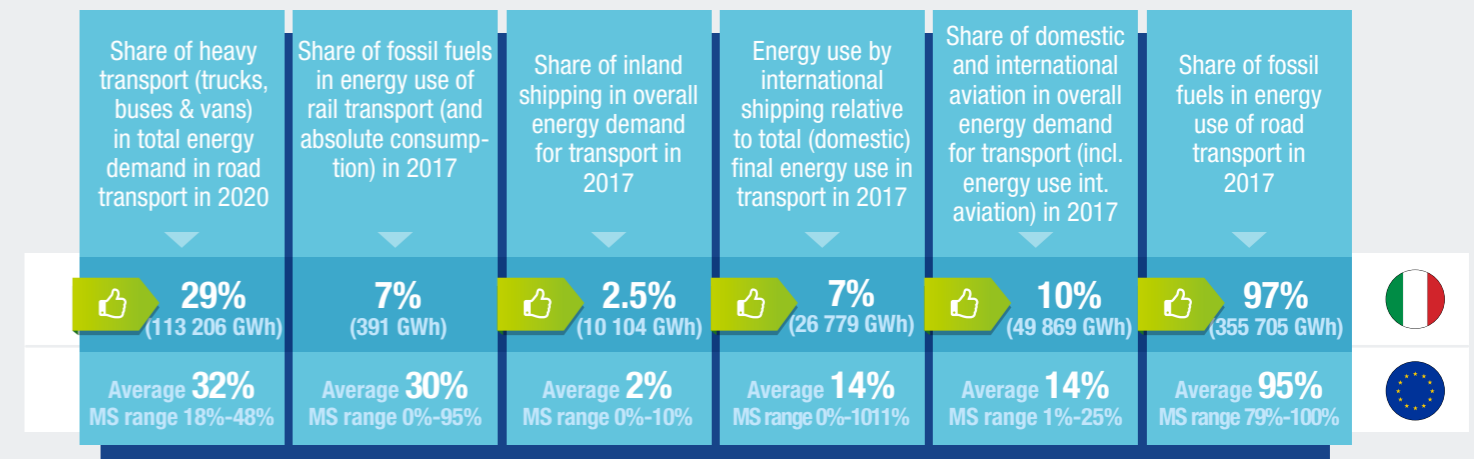 Share of heavy
transport (trucks,
buses & vans)
in total energy
demand in road
transport in 2020
Share of fossil fuels
in energy use of
rail transport (and
absolute consump-
tion) in 2017
Share of inland
shipping in overall
energy demand
for transport in
2017
Energy use by
international
shipping relative
to total (domestic)
final energy use in
transport in 2017
Share of domestic
and international
aviation in overall
energy demand
for transport (incl.
energy use int.
aviation) in 2017
Share of fossil
fuels in energy
use of road
transport in
2017
29%
(113 206 GWh)
7%
(391 GWh)
2.5%
(10 104 GWh)
7%
(26 779 GWh)
10%
(49 869 GWh)
97%
(355 705 GWh)
Average 32%
MS range 18%-48%
Average 30%
MS range 0%-95%
Average 2%
MS range 0%-10%
Average 14%
MS range 0%-1011%
Average 14%
MS range 1%-25%
Average 95%
MS range 79%-100%